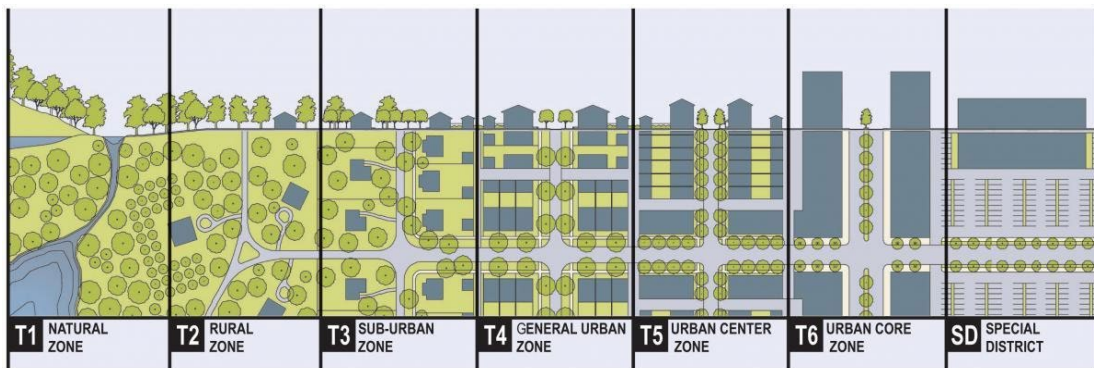 T1 NATURAL
ZONE
T2 RURAL
ZONE
T3 SUB-URBAN
ZONE
T4 GENERAL URBAN
ZONE
T5 URBAN CENTER
ZONE
T6 URBAN CORE
ZONE
SD SPECIAL
DISTRICT